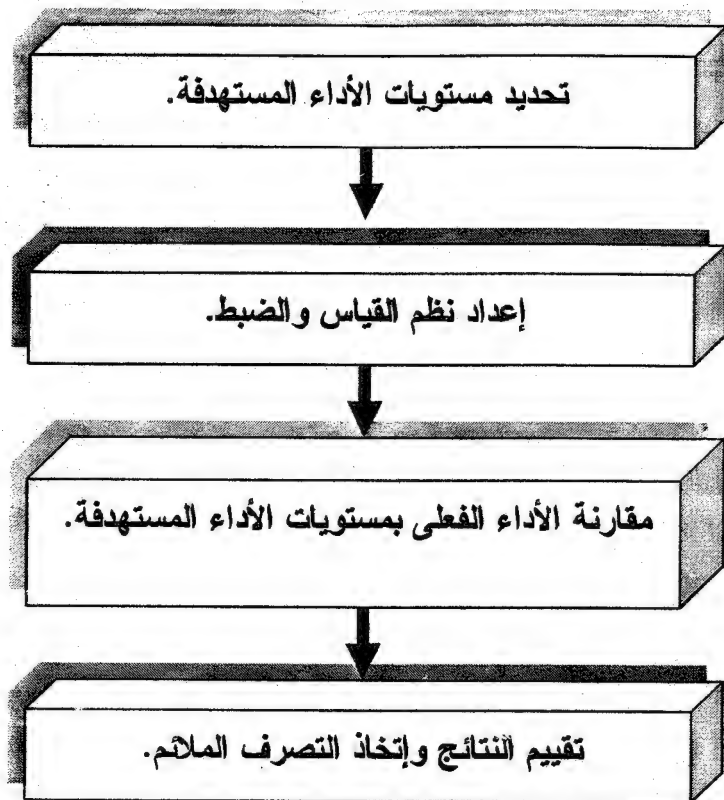 تحديد مستويات الأداء المستهدفة.
إعداد نظم القياس والضبط.
مقارنة الأداء الفعلى بمستويات الأداء المستهدفة.
تقييم النتائج وإتخاذ التصرف الملائم.